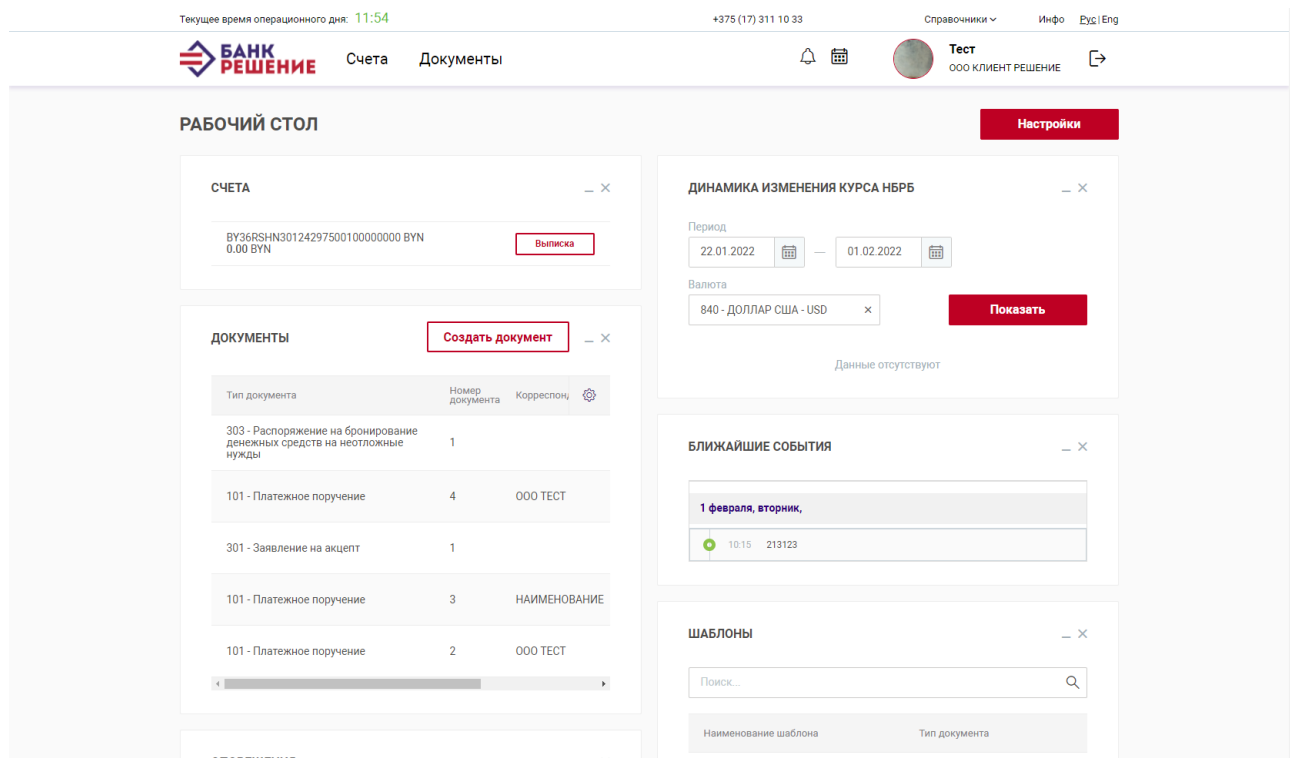 Текущее время операционного дня: 11:54
+375 (17) 311 10 33
Справочники
Инфо
Рус|Eng
БАНК
РЕШЕНИЕ
Счета
Документы
Тест
ООО КЛИЕНТ РЕШЕНИЕ
РАБОЧИЙ СТОЛ
Настройки
СЧЕТА
BY36RSHN30124297500100000000 BYN
0.00 BYN
Выписка
ДОКУМЕНТЫ
Создать документ
Тип документа
Номер
документа
Корреспонд
303 - Распоряжение на бронирование
денежных средств на неотложные
нужды
1
101 - Платежное поручение
4
ООО ТЕСТ
301 - Заявление на акцепт
1
101 - Платежное поручение
3
НАИМЕНОВАНИЕ
101 - Платежное поручение
2
ООО ТЕСТ
ДИНАМИКА ИЗМЕНЕНИЯ КУРСА НБРБ
Период
22.01.2022
—
01.02.2022
Валюта
840 - ДОЛЛАР США - USD
Показать
Данные отсутствуют
БЛИЖАЙШИЕ СОБЫТИЯ
1 февраля, вторник,
10:15 213123
ШАБЛОНЫ
Поиск...
Наименование шаблона
Тип документа